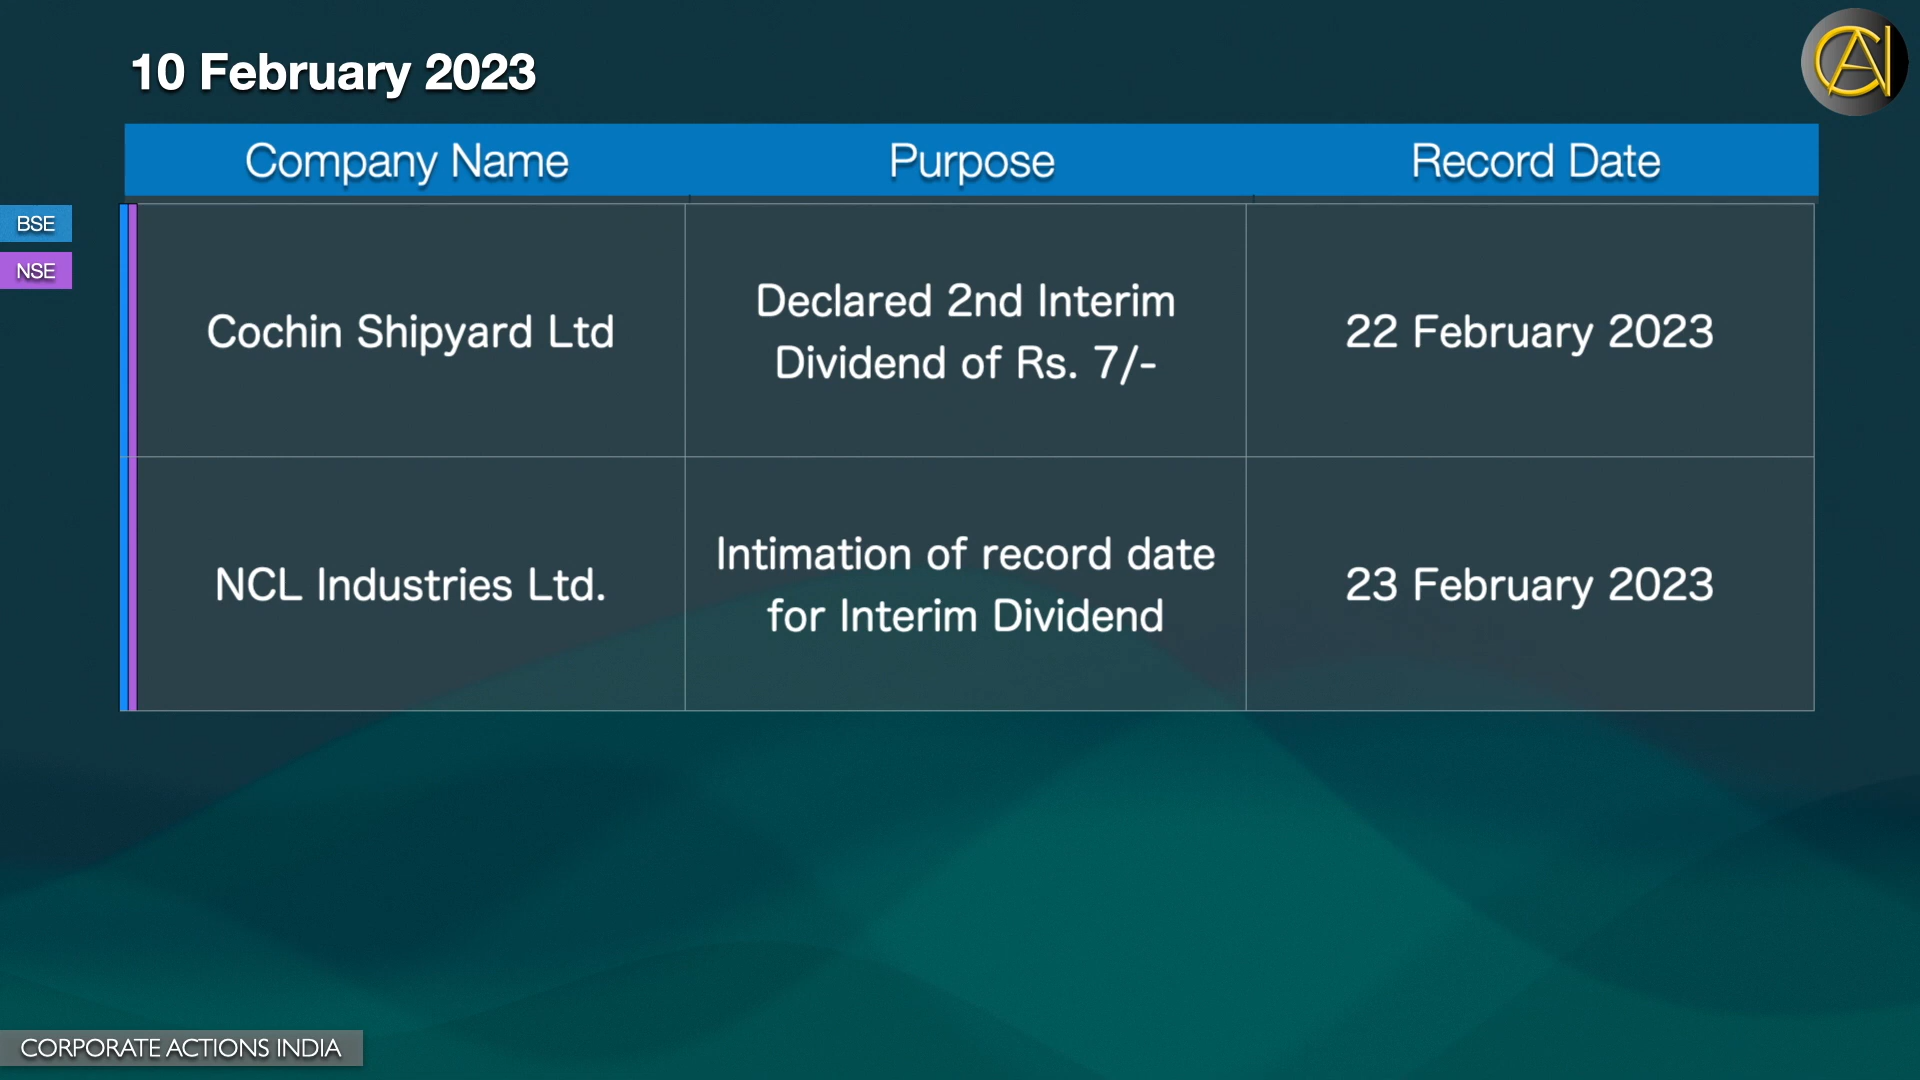 10 February 2023
Company Name Purpose Record Date
BSE
NSE
Cochin Shipyard Ltd
Declared 2nd Interim
Dividend of Rs. 7/-
22 February 2023
NCL Industries Ltd.
Intimation of record date
for Interim Dividend
23 February 2023
CORPORATE ACTIONS INDIA
CAI